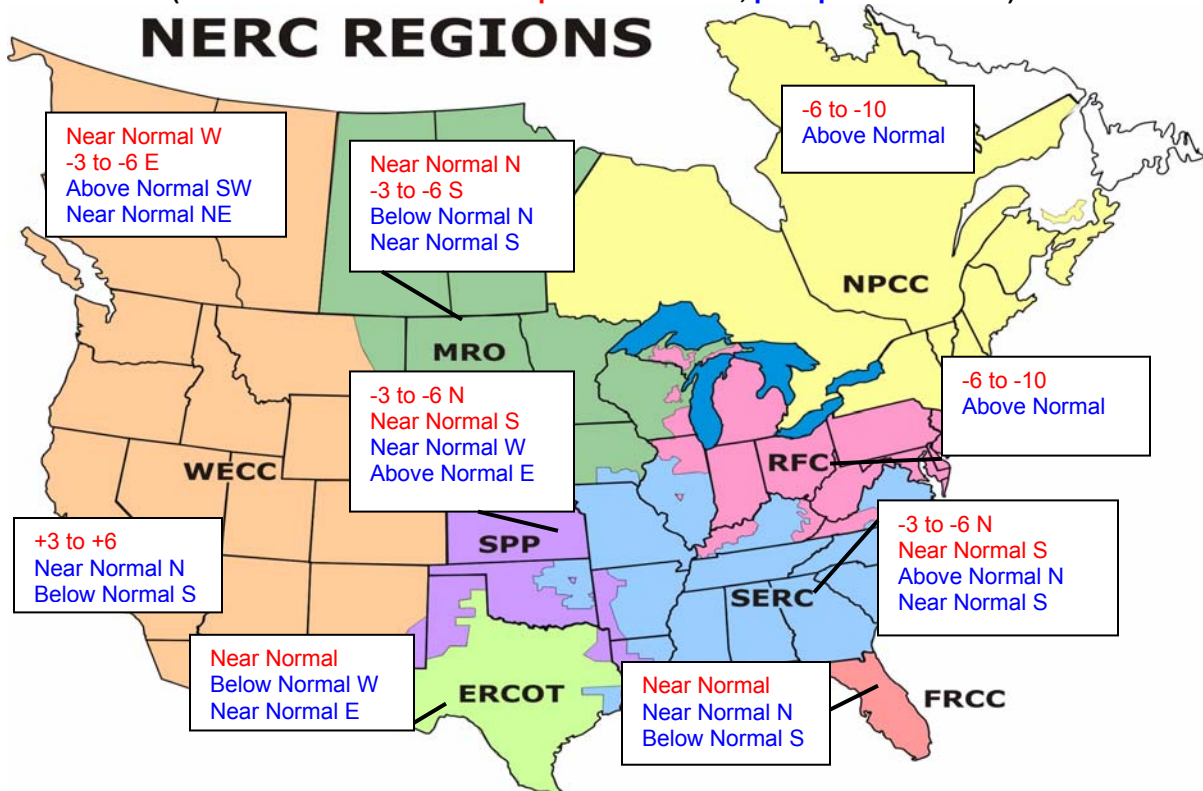 NERC REGIONS
-6 to -10
Above Normal
Near Normal W
-3 to -6 E
Above Normal SW
Near Normal NE
Near Normal N
-3 to -6 S
Below Normal N
Near Normal S
NPCC
MRO
-6 to -10
Above Normal
-3 to -6 N
Near Normal S
Near Normal W
Above Normal E
WECC
RFC
+3 to +6
Near Normal N
Below Normal S
SPP
-3 to -6 N
Near Normal S
Above Normal N
Near Normal S
SERC
Near Normal
Below Normal W
Near Normal E
ERCOT
Near Normal
Near Normal N
Below Normal S
FRCC